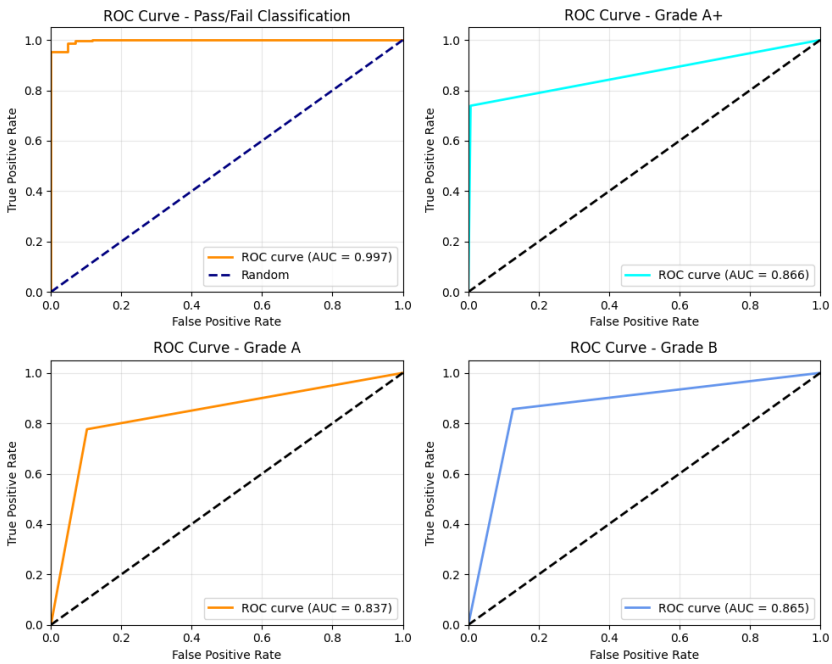 ROC Curve - Pass/Fail Classification
True Positive Rate
1.0
0.8
0.6
0.4
0.2
0.0
ROC curve (AUC = 0.997)
Random
0.0 0.2 0.4 0.6 0.8 1.0
False Positive Rate
ROC Curve - Grade A+
True Positive Rate
1.0
0.8
0.6
0.4
0.2
0.0
ROC curve (AUC = 0.866)
0.0 0.2 0.4 0.6 0.8 1.0
False Positive Rate
ROC Curve - Grade A
True Positive Rate
1.0
0.8
0.6
0.4
0.2
0.0
ROC curve (AUC = 0.837)
0.0 0.2 0.4 0.6 0.8 1.0
False Positive Rate
ROC Curve - Grade B
True Positive Rate
1.0
0.8
0.6
0.4
0.2
0.0
ROC curve (AUC = 0.865)
0.0 0.2 0.4 0.6 0.8 1.0
False Positive Rate